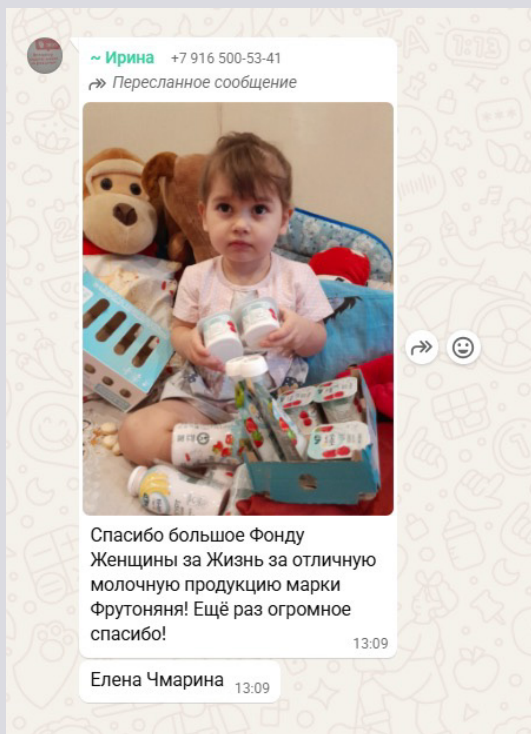 ~ Ирина +7 916 500-53-41
Пересланное сообщение
Спасибо большое Фонду
Женщины за Жизнь за отличную
молочную продукцию марки
Фрутоняня! Ещё раз огромное
спасибо!
13:09
Елена Чмарина 13:09